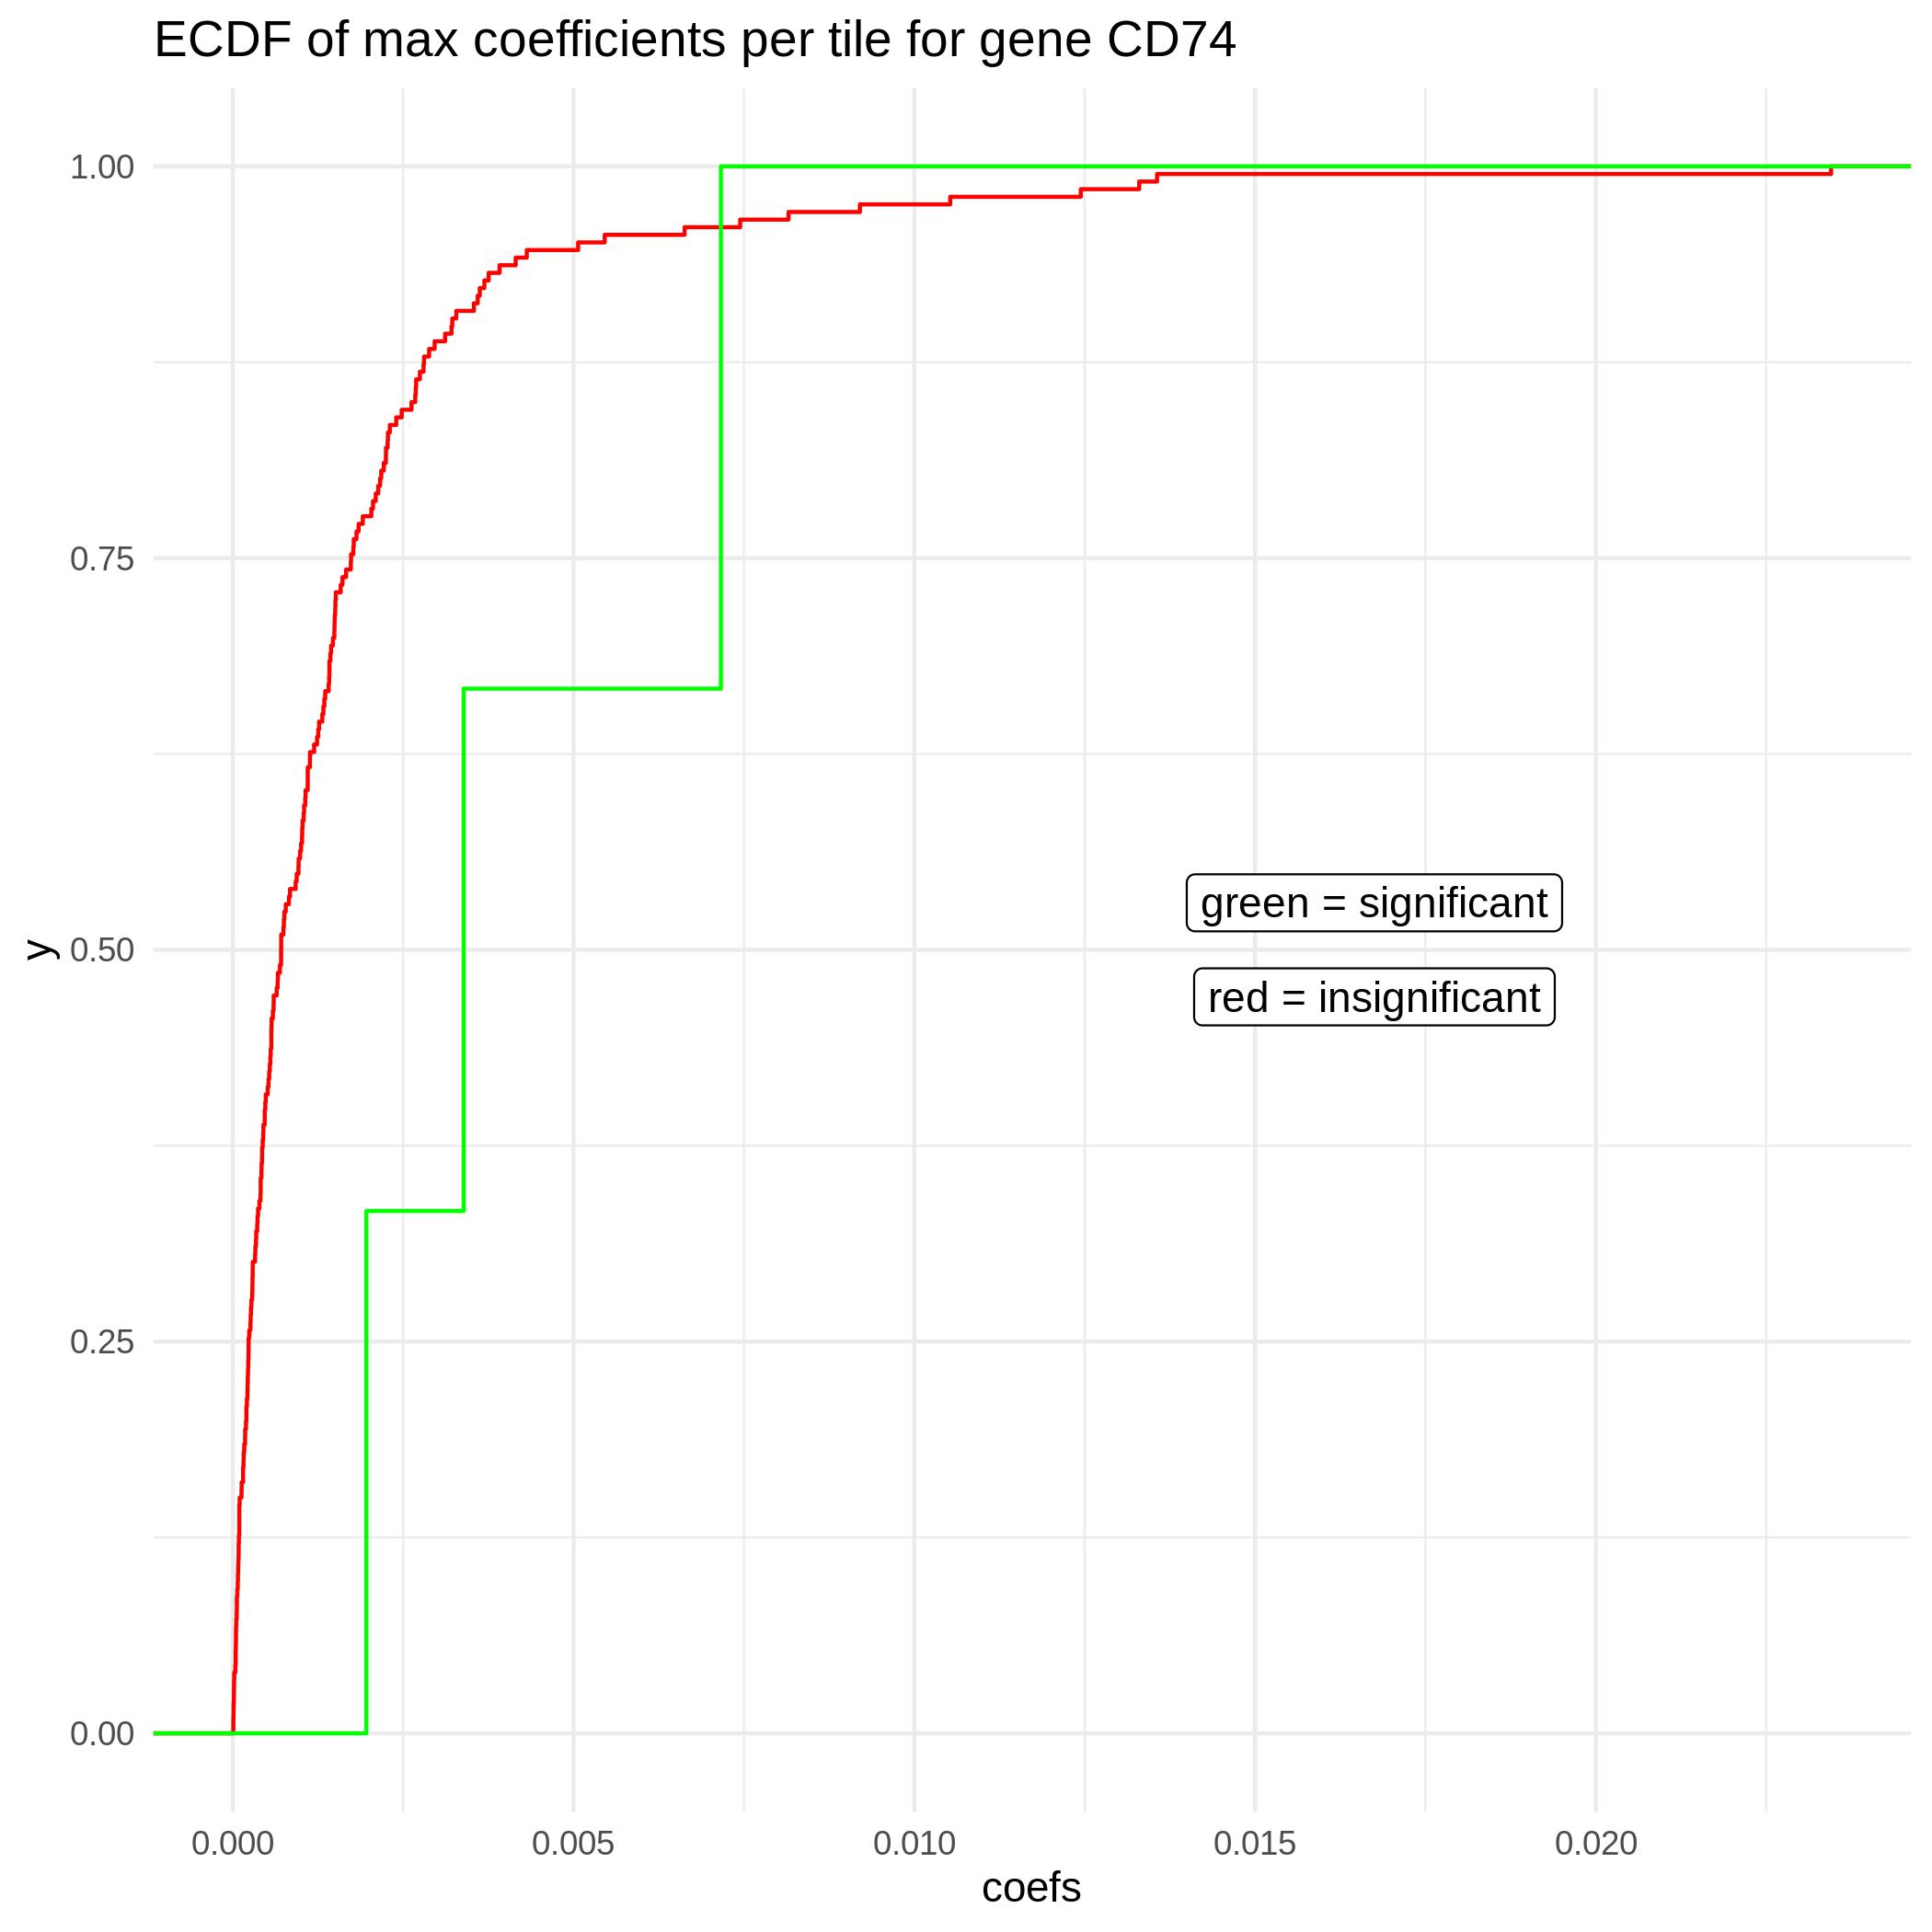 ECDF of max coefficients per tile for gene CD74
1.00
0.75
0.50
0.25
0.00
y
green = significant
red = insignificant
0.000 0.005 0.010 0.015 0.020
coefs